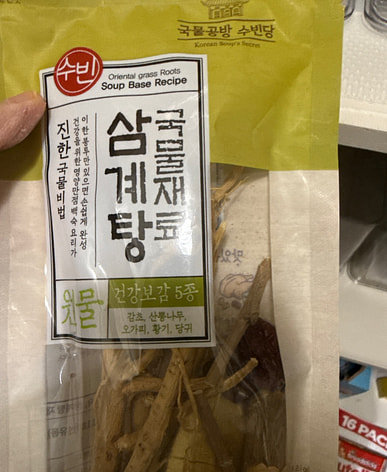 국물공방 수빈당
Korean Soup'r Secret
수빈
Oriental grass Roots
Soup Base Recipe
국물재료
삼계탕
이 한 봉투만 있으면 손쉽게 완성
건강을 위한 영양만점 백숙 요리가
진한 국물비법
건강보감 5종
감초, 산뽕나무,
오가피, 황기, 당귀
맛있
16 PAC